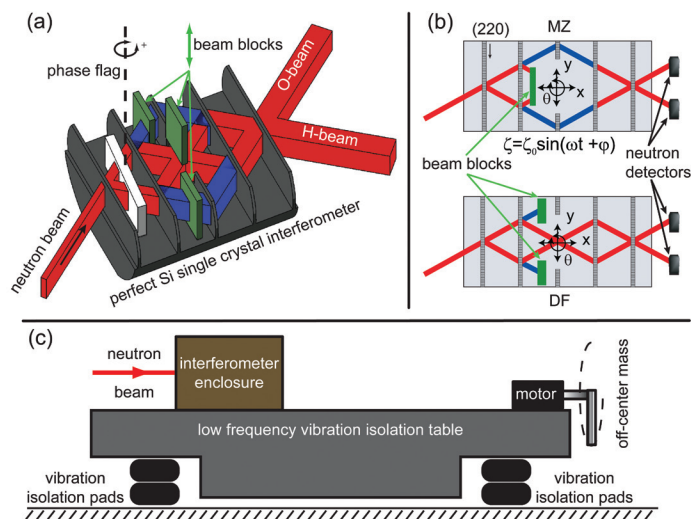 (a)
phase flag
+
beam blocks
O-beam
H-beam
neutron beam
perfect Si single crystal interferometer
(b)
(220)
MZ
y
x
θ
ζ=ζ₀sin(ωt +φ)
beam blocks
neutron
detectors
y
x
θ
DF
(c)
neutron
beam
interferometer
enclosure
motor
off-center mass
low frequency vibration isolation table
vibration
isolation pads
vibration
isolation pads